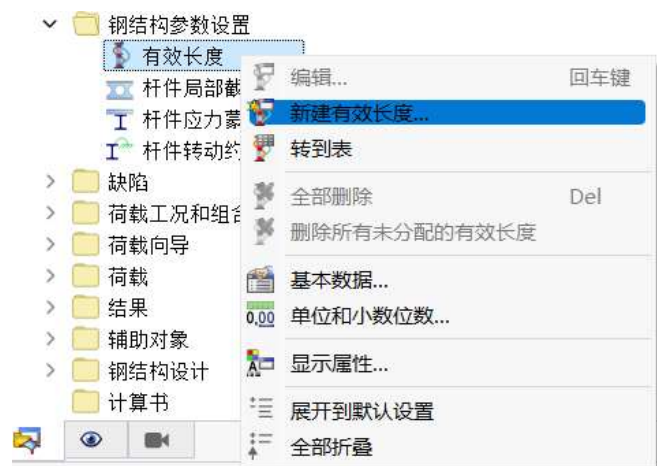 钢结构参数设置
有效长度
杆件局部截
杆件应力蒙
杆件转动约
缺陷
荷载工况和组合
荷载向导
荷载
结果
辅助对象
钢结构设计
计算书
编辑... 回车键
新建有效长度...
转到表
全部删除 Del
删除所有未分配的有效长度
基本数据...
0,00 单位和小数位数...
显示属性...
展开到默认设置
全部折叠